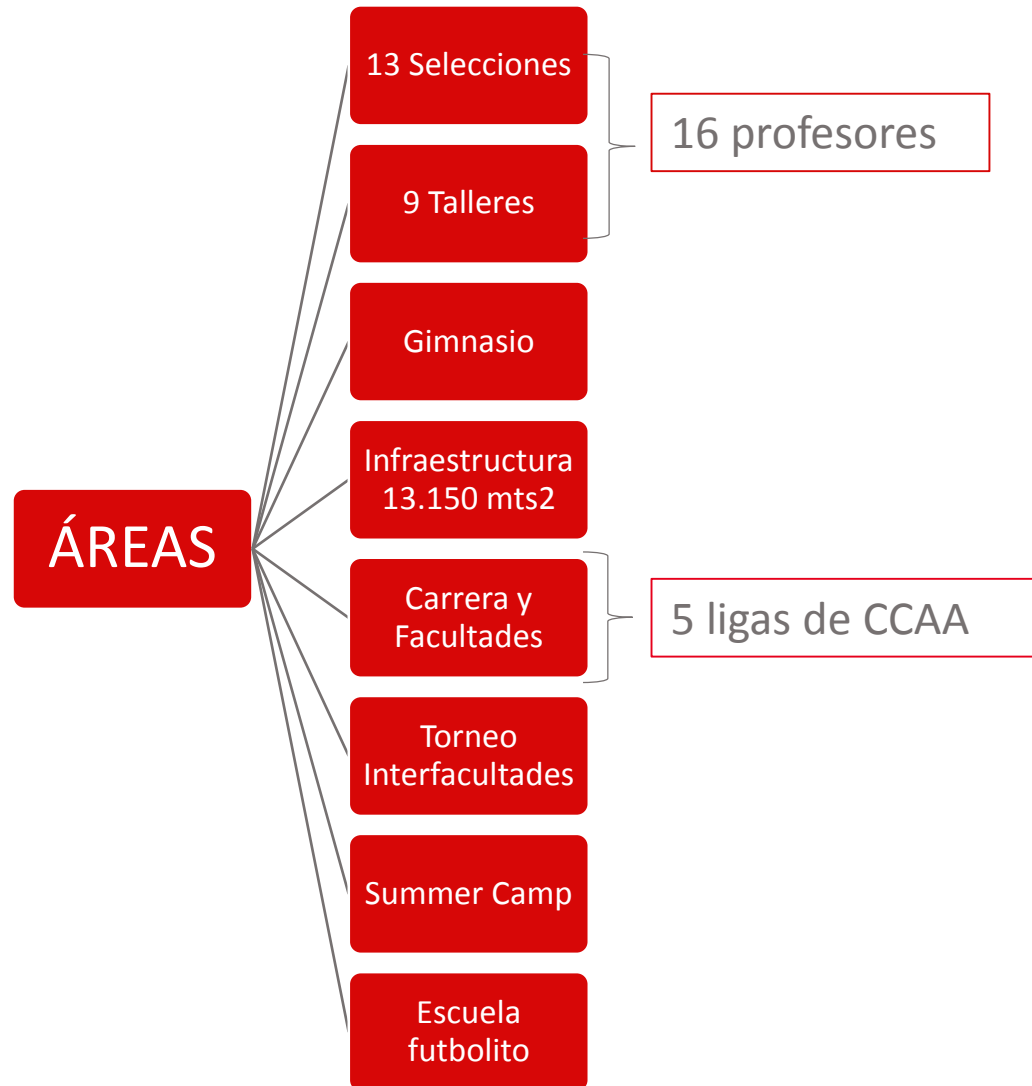 ÁREAS
13 Selecciones
9 Talleres
Gimnasio
Infraestructura
13.150 mts2
Carrera y
Facultades
Torneo
Interfacultades
Summer Camp
Escuela
futbolito
16 profesores
5 ligas de CCAA